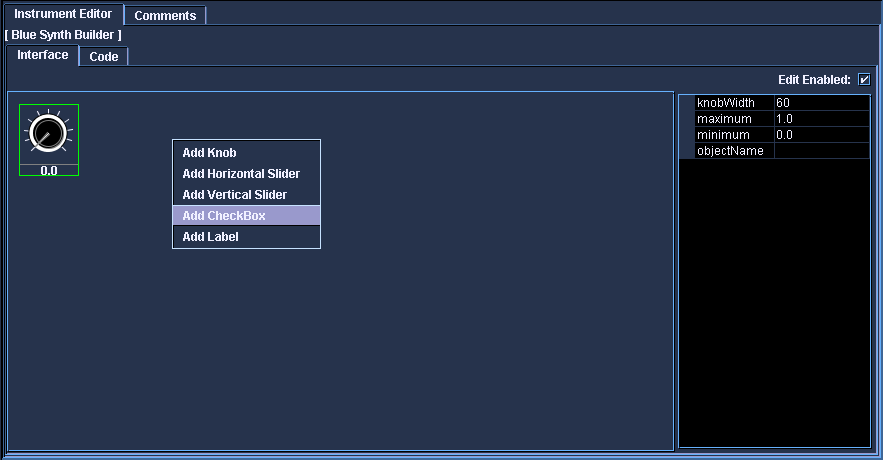 Instrument Editor Comments
[ Blue Synth Builder ]
Interface Code
Edit Enabled:
knobWidth 60
maximum 1.0
minimum 0.0
objectName
0.0
Add Knob
Add Horizontal Slider
Add Vertical Slider
Add CheckBox
Add Label